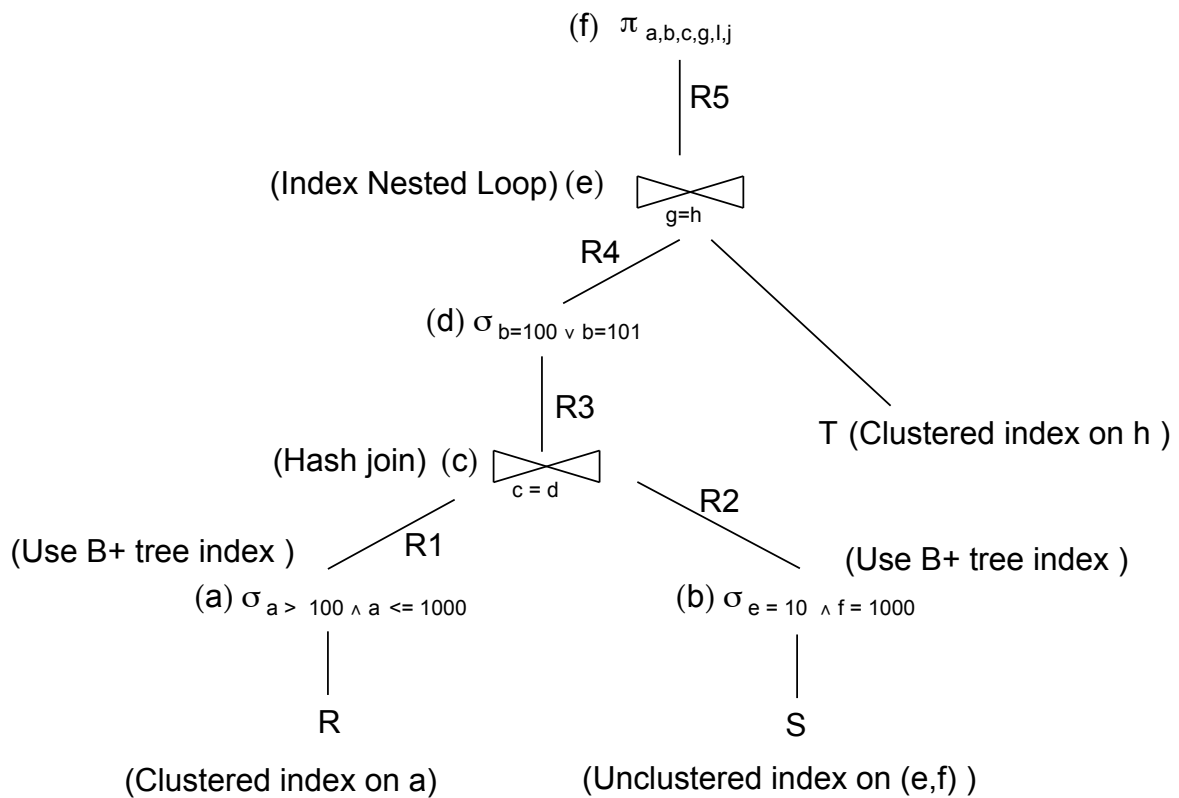 (f) π a,b,c,g,I,j
R5
(Index Nested Loop) (e)
g=h
R4
(d) σ b=100 ∨ b=101
R3
T (Clustered index on h )
(Hash join) (c)
c = d
R2
R1
(Use B+ tree index )
(Use B+ tree index )
(a) σ a > 100 ∧ a <= 1000
(b) σ e = 10 ∧ f = 1000
R
S
(Clustered index on a)
(Unclustered index on (e,f) )